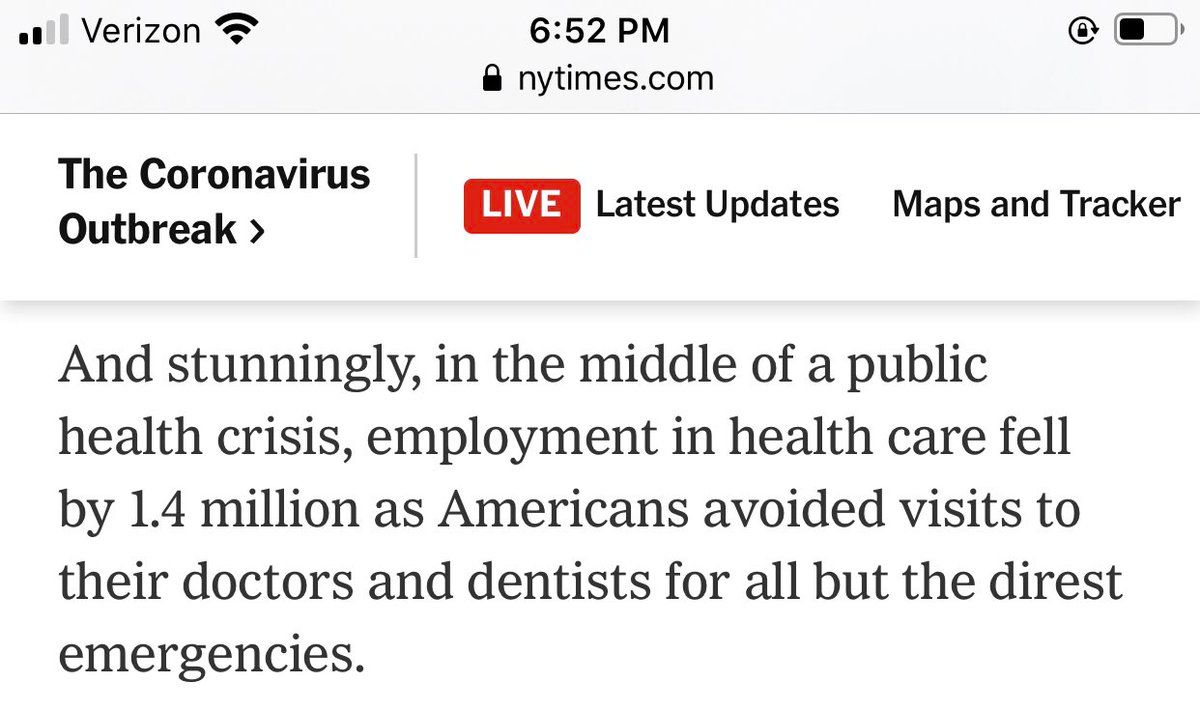 Verizon 6:52 PM
nytimes.com
The Coronavirus
Outbreak >
LIVE Latest Updates Maps and Tracker
And stunningly, in the middle of a public
health crisis, employment in health care fell
by 1.4 million as Americans avoided visits to
their doctors and dentists for all but the direst
emergencies.